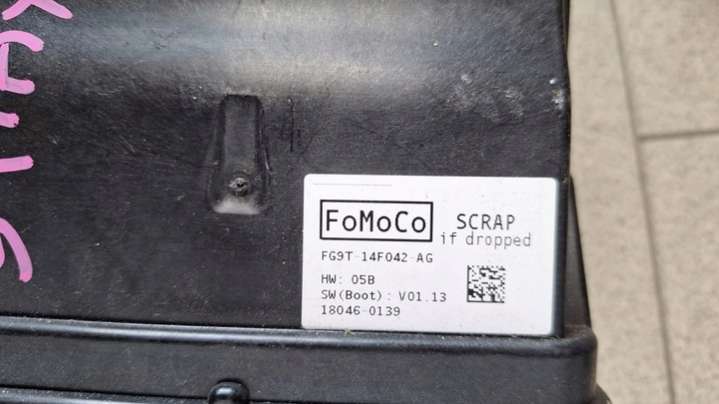 FoMoCo SCRAP
if dropped
FG9T-14F042-AG
HW: 05B
SW(Boot): V01.13
18046-0139